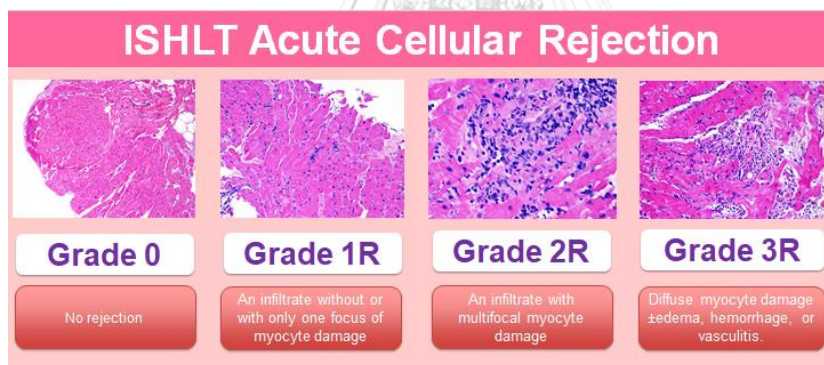 ISHLT Acute Cellular Rejection
Grade 0
Grade 1R
Grade 2R
Grade 3R
No rejection
An infiltrate without or
with only one focus of
myocyte damage
An infiltrate with
multifocal myocyte
damage
Diffuse myocyte damage
±edema, hemorrhage, or
vasculitis.